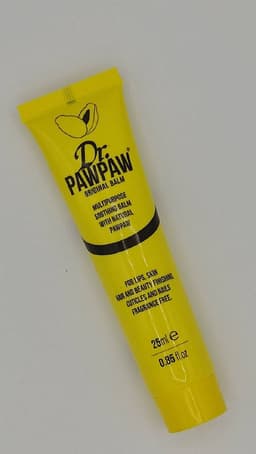 Dr.
PAWPAW®
ORIGINAL BALM
MULTIPURPOSE
SOOTHING BALM
WITH NATURAL
PAWPAW
FOR LIPS, SKIN
HAIR AND BEAUTY FINISHING,
CUTICLES AND NAILS
FRAGRANCE FREE.
25ml e
0.85 fl oz